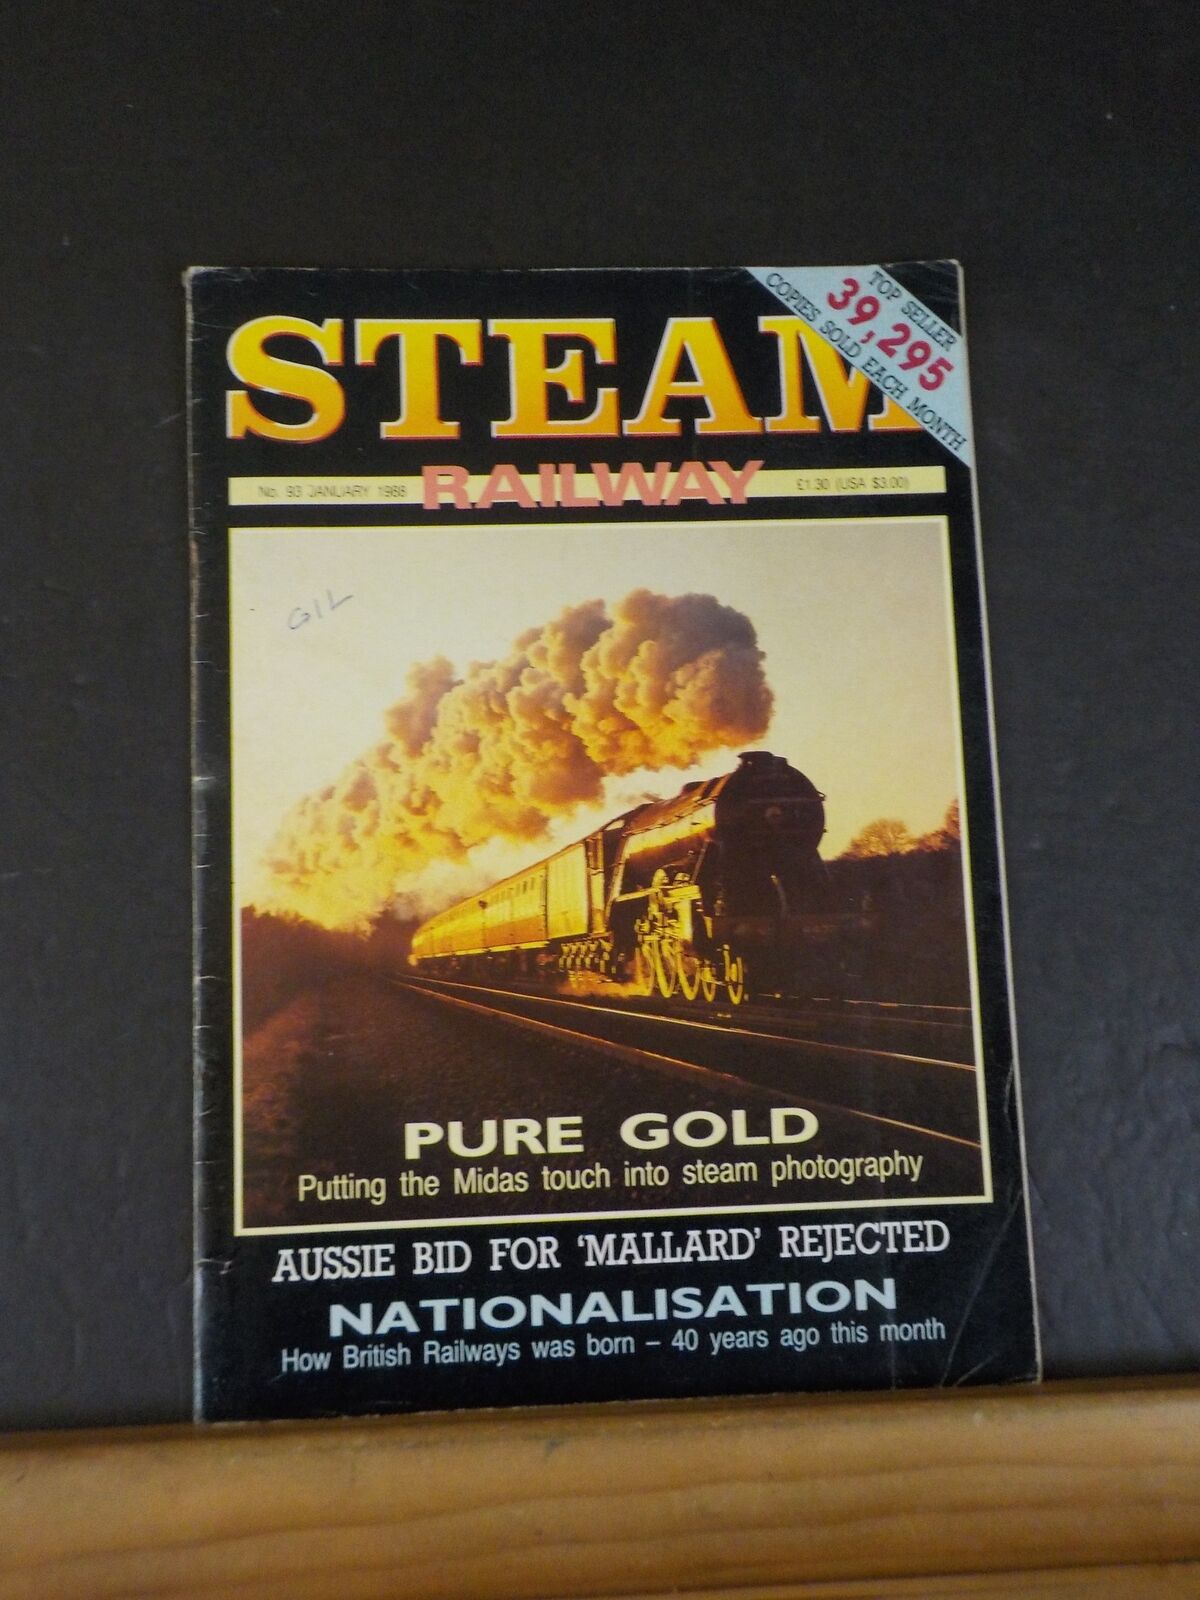 STEAM
TOP SELLER
39,295
COPIES SOLD EACH MONTH
No. 93 JANUARY 1988
RAILWAY
£1.30 (USA $3.00)
GIL
PURE GOLD
Putting the Midas touch into steam photography
AUSSIE BID FOR ‘MALLARD’ REJECTED
NATIONALISATION
How British Railways was born – 40 years ago this month